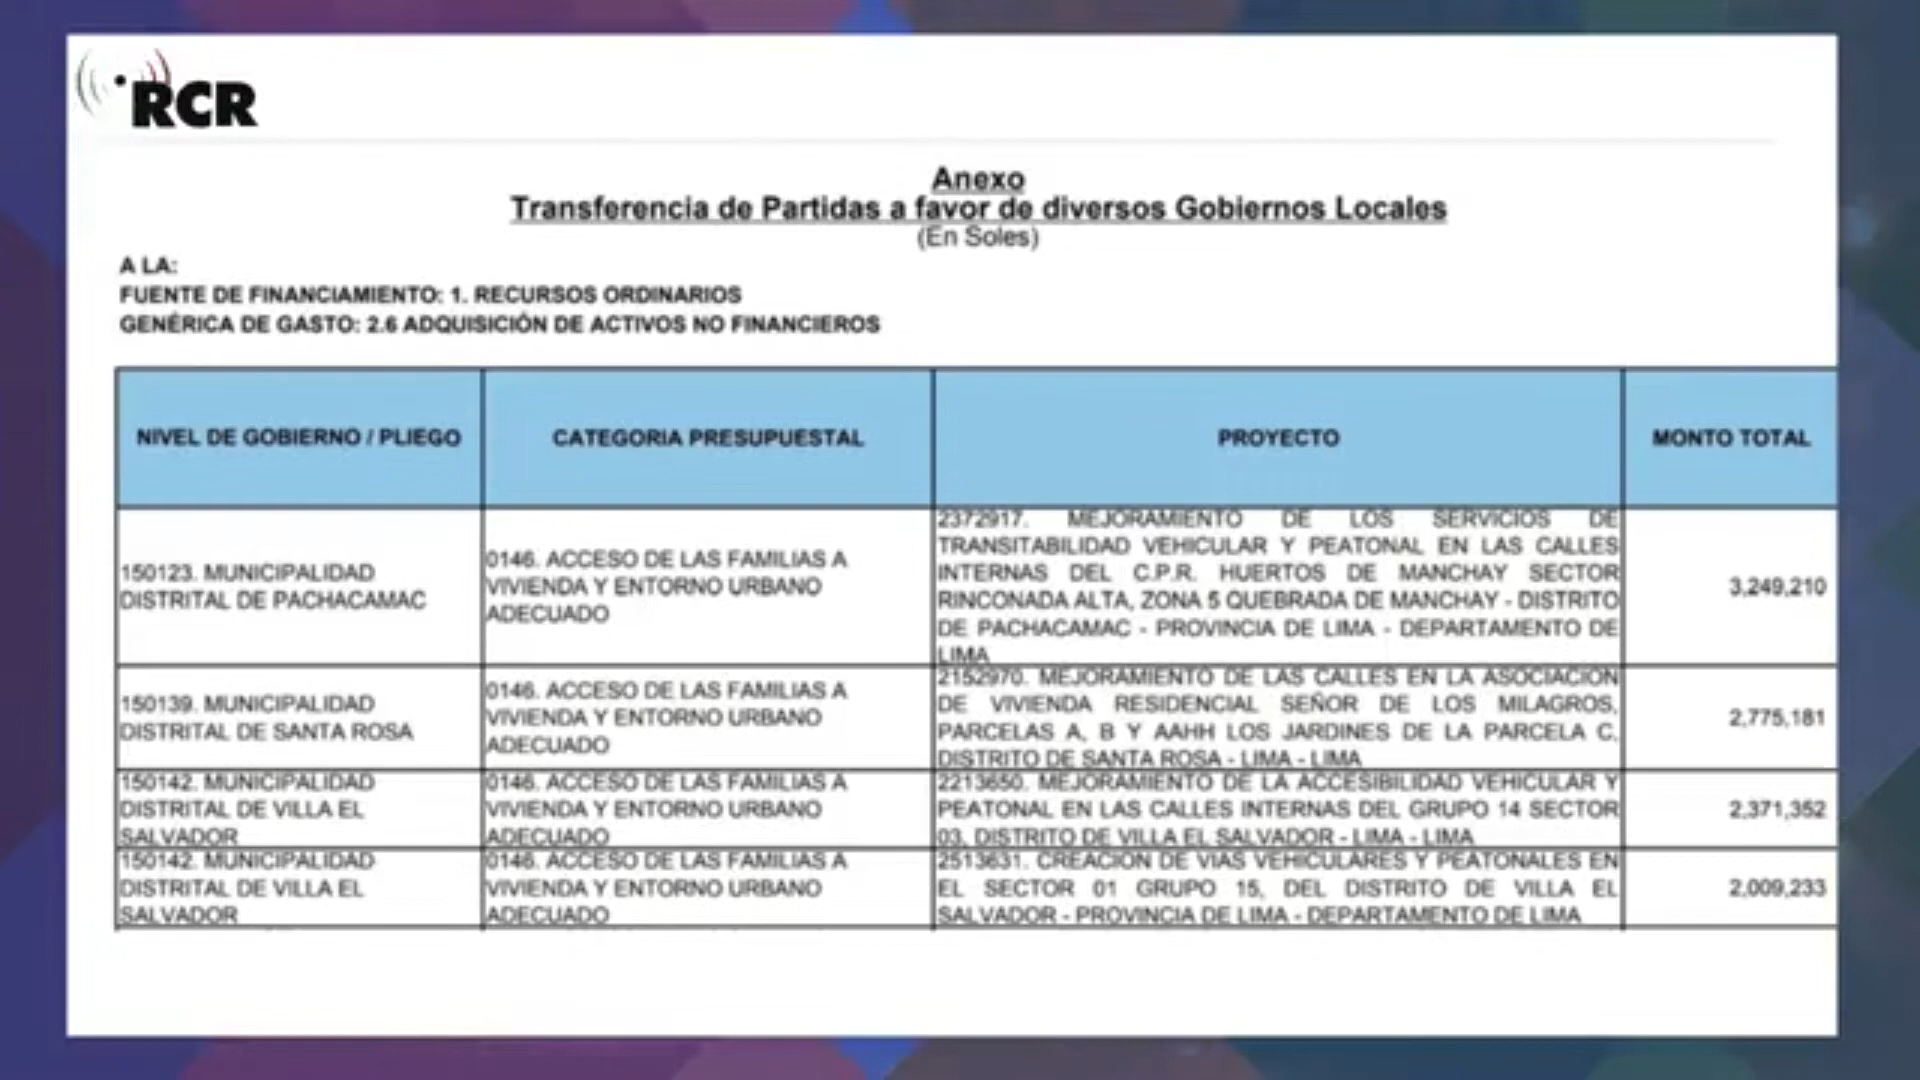 RCR
Anexo
Transferencia de Partidas a favor de diversos Gobiernos Locales
(En Soles)
A LA:
FUENTE DE FINANCIAMIENTO: 1. RECURSOS ORDINARIOS
GENÉRICA DE GASTO: 2.6 ADQUISICIÓN DE ACTIVOS NO FINANCIEROS
NIVEL DE GOBIERNO / PLIEGO
CATEGORIA PRESUPUESTAL
PROYECTO
MONTO TOTAL
150123. MUNICIPALIDAD
DISTRITAL DE PACHACAMAC
0146. ACCESO DE LAS FAMILIAS A
VIVIENDA Y ENTORNO URBANO
ADECUADO
2372917. MEJORAMIENTO DE LOS SERVICIOS DE
TRANSITABILIDAD VEHICULAR Y PEATONAL EN LAS CALLES
INTERNAS DEL C.P.R. HUERTOS DE MANCHAY SECTOR
RINCONADA ALTA, ZONA 5 QUEBRADA DE MANCHAY - DISTRITO
DE PACHACAMAC - PROVINCIA DE LIMA - DEPARTAMENTO DE
LIMA
3,249,210
150139. MUNICIPALIDAD
DISTRITAL DE SANTA ROSA
0146. ACCESO DE LAS FAMILIAS A
VIVIENDA Y ENTORNO URBANO
ADECUADO
2152970. MEJORAMIENTO DE LAS CALLES EN LA ASOCIACION
DE VIVIENDA RESIDENCIAL SEÑOR DE LOS MILAGROS,
PARCELAS A, B Y AAHH LOS JARDINES DE LA PARCELA C,
DISTRITO DE SANTA ROSA - LIMA - LIMA
2,775,181
150142. MUNICIPALIDAD
DISTRITAL DE VILLA EL
SALVADOR
0146. ACCESO DE LAS FAMILIAS A
VIVIENDA Y ENTORNO URBANO
ADECUADO
2213650. MEJORAMIENTO DE LA ACCESIBILIDAD VEHICULAR Y
PEATONAL EN LAS CALLES INTERNAS DEL GRUPO 14 SECTOR
03, DISTRITO DE VILLA EL SALVADOR - LIMA - LIMA
2,371,352
150142. MUNICIPALIDAD
DISTRITAL DE VILLA EL
SALVADOR
0146. ACCESO DE LAS FAMILIAS A
VIVIENDA Y ENTORNO URBANO
ADECUADO
2513631. CREACION DE VIAS VEHICULARES Y PEATONALES EN
EL SECTOR 01 GRUPO 15, DEL DISTRITO DE VILLA EL
SALVADOR - PROVINCIA DE LIMA - DEPARTAMENTO DE LIMA
2,009,233